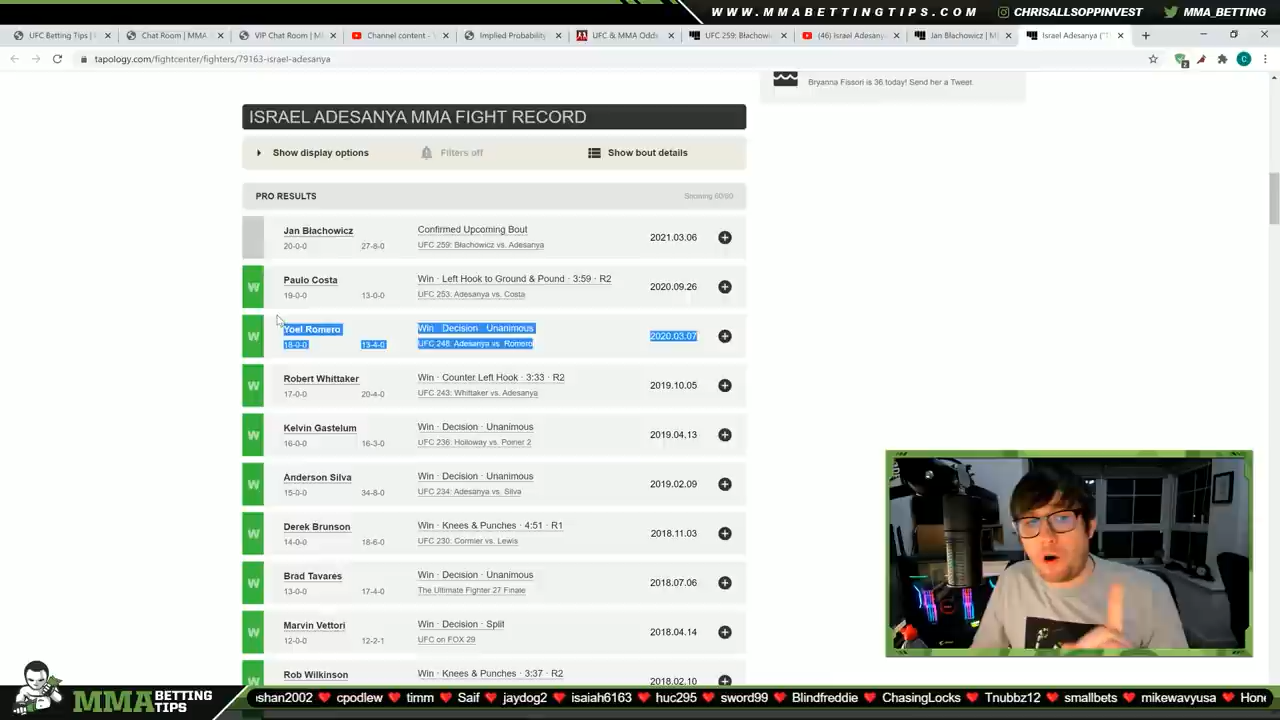 WWW.MMABETTINGTIPS.COM CHRISALLSOPPINVEST MMA_BETTING
UFC Betting Tips | Chat Room | MMA VIP Chat Room | MM Channel content - Implied Probability UFC & MMA Odds UFC 259: Błachowic (46) Israel Adesany Jan Błachowicz | M Israel Adesanya ("T
tapology.com/fightcenter/fighters/79163-israel-adesanya
Bryanna Fissori is 36 today! Send her a Tweet.
ISRAEL ADESANYA MMA FIGHT RECORD
Show display options Filters off Show bout details
PRO RESULTS Showing 60/60
Jan Błachowicz Confirmed Upcoming Bout 2021.03.06
20-0-0 27-8-0 UFC 259: Błachowicz vs. Adesanya
W Paulo Costa Win · Left Hook to Ground & Pound · 3:59 · R2 2020.09.26
19-0-0 13-0-0 UFC 253: Adesanya vs. Costa
W Yoel Romero Win Decision Unanimous 2020.03.07
18-0-0 13-4-0 UFC 248: Adesanya vs. Romero
W Robert Whittaker Win · Counter Left Hook · 3:33 · R2 2019.10.05
17-0-0 20-4-0 UFC 243: Whittaker vs. Adesanya
W Kelvin Gastelum Win · Decision · Unanimous 2019.04.13
16-0-0 16-3-0 UFC 236: Holloway vs. Poirier 2
W Anderson Silva Win · Decision · Unanimous 2019.02.09
15-0-0 34-8-0 UFC 234: Adesanya vs. Silva
W Derek Brunson Win · Knees & Punches · 4:51 · R1 2018.11.03
14-0-0 18-6-0 UFC 230: Cormier vs. Lewis
W Brad Tavares Win · Decision · Unanimous 2018.07.06
13-0-0 17-4-0 The Ultimate Fighter 27 Finale
W Marvin Vettori Win · Decision · Split 2018.04.14
12-0-0 12-2-1 UFC on FOX 29
Rob Wilkinson Win · Knees & Punches · 3:37 · R2 2018.02.10
MMA BETTING TIPS
oshan2002 ❤ cpodlew ❤ timm ❤ Saif ❤ jaydog2 ❤ isaiah6163 ❤ huc295 ❤ sword99 ❤ Blindfreddie ❤ ChasingLocks ❤ Tnubbz12 ❤ smallbets ❤ mikewavyusa ❤ Hone